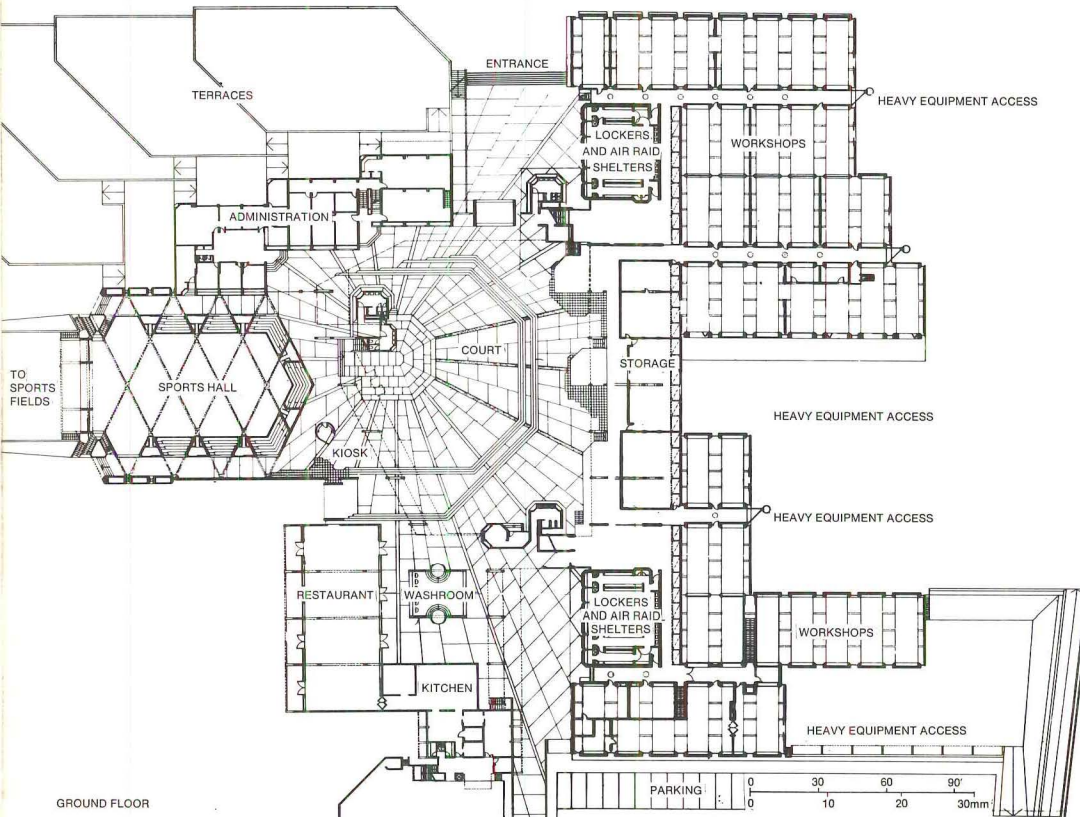 ENTRANCE
TERRACES
HEAVY EQUIPMENT ACCESS
LOCKERS
AND AIR RAID
SHELTERS
WORKSHOPS
ADMINISTRATION
COURT
STORAGE
TO
SPORTS
FIELDS
SPORTS HALL
HEAVY EQUIPMENT ACCESS
KIOSK
HEAVY EQUIPMENT ACCESS
RESTAURANT
WASHROOM
LOCKERS
AND AIR RAID
SHELTERS
WORKSHOPS
KITCHEN
HEAVY EQUIPMENT ACCESS
PARKING
0 30 60 90'
0 10 20 30mm
GROUND FLOOR